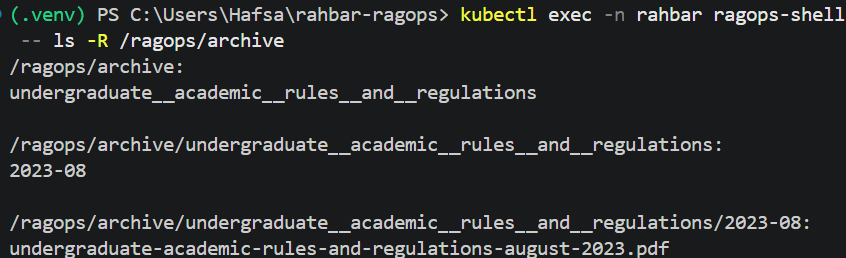 (.venv) PS C:\Users\Hafsa\rahbar-ragops> kubectl exec -n rahbar ragops-shell
-- ls -R /ragops/archive
/ragops/archive:
undergraduate__academic__rules__and__regulations
/ragops/archive/undergraduate__academic__rules__and__regulations:
2023-08
/ragops/archive/undergraduate__academic__rules__and__regulations/2023-08:
undergraduate-academic-rules-and-regulations-august-2023.pdf